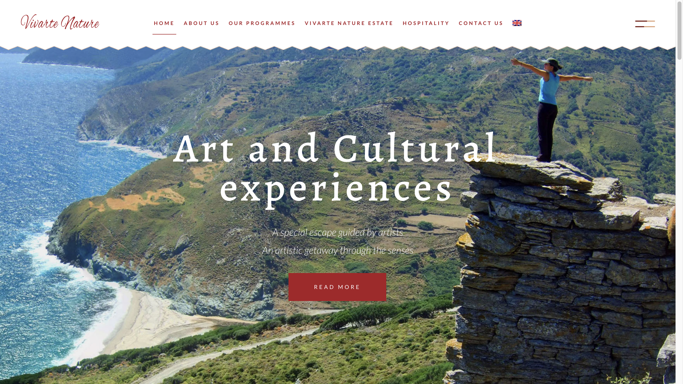 Vivarte Nature
HOME ABOUT US OUR PROGRAMMES VIVARTE NATURE ESTATE HOSPITALITY CONTACT US
Art and Cultural
experiences
A special escape guided by artists
An artistic getaway through the senses
READ MORE